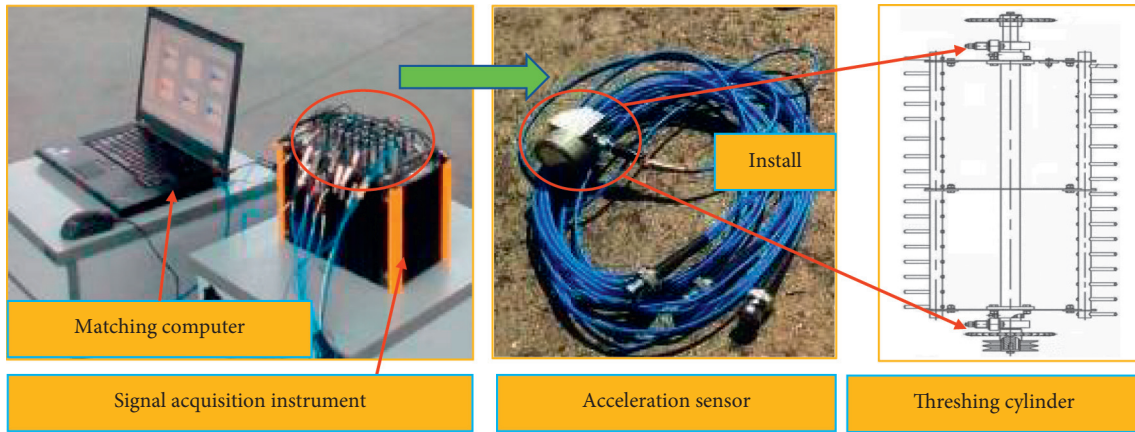 Install
Matching computer
Signal acquisition instrument
Acceleration sensor
Threshing cylinder